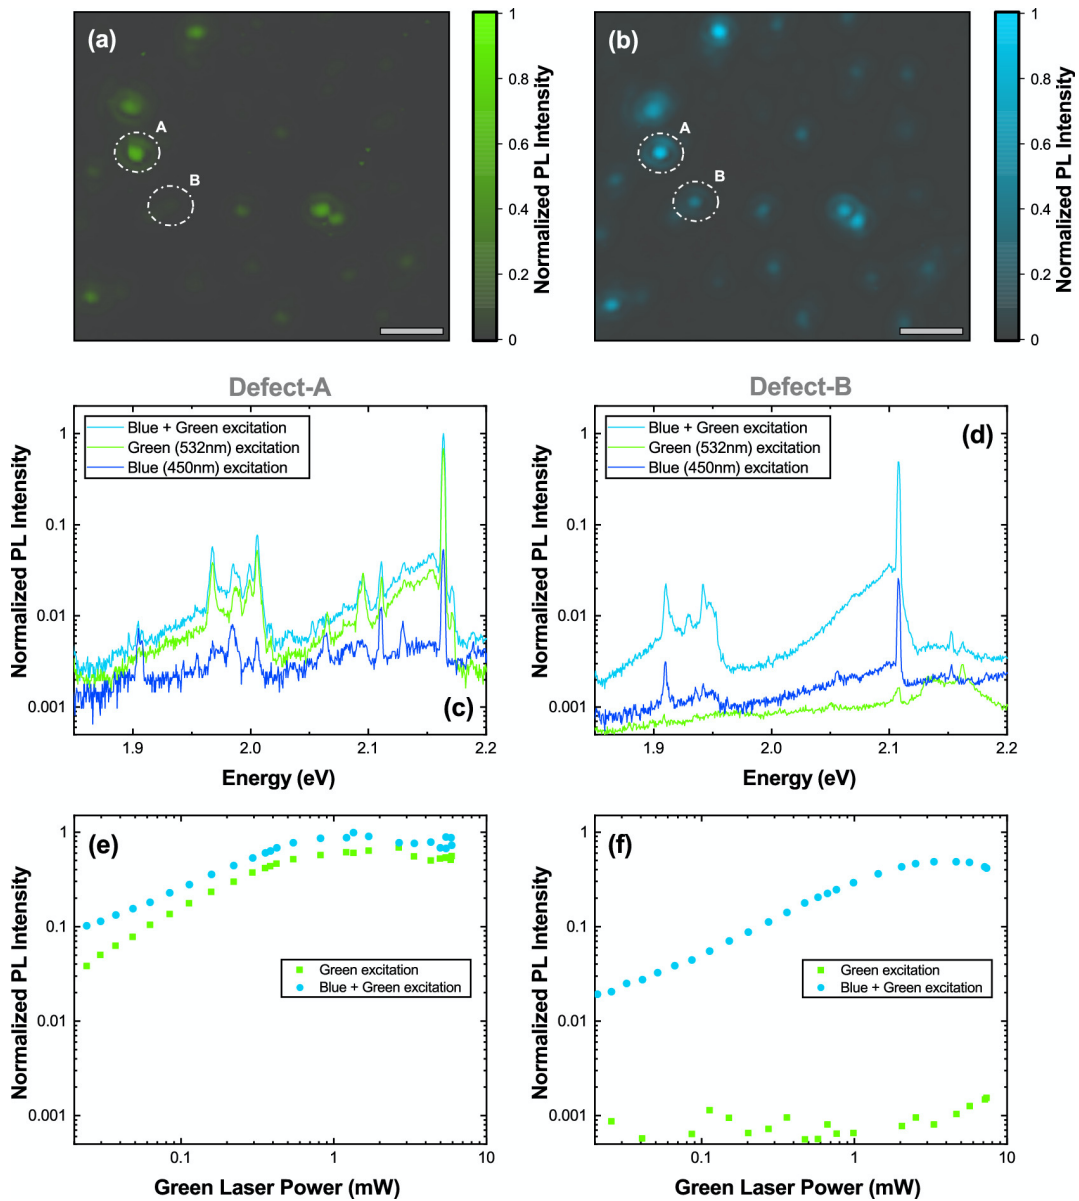 (a)
A
B
1
0.8
0.6
0.4
0.2
0
Normalized PL Intensity
(b)
A
B
1
0.8
0.6
0.4
0.2
0
Normalized PL Intensity
Defect-A
Blue + Green excitation
Green (532nm) excitation
Blue (450nm) excitation
(c)
1
0.1
0.01
0.001
Normalized PL Intensity
1.9
2.0
2.1
2.2
Energy (eV)
Defect-B
Blue + Green excitation
Green (532nm) excitation
Blue (450nm) excitation
(d)
1
0.1
0.01
0.001
Normalized PL Intensity
1.9
2.0
2.1
2.2
Energy (eV)
(e)
1
0.1
0.01
0.001
Normalized PL Intensity
Green excitation
Blue + Green excitation
0.1
1
10
Green Laser Power (mW)
(f)
1
0.1
0.01
0.001
Normalized PL Intensity
Green excitation
Blue + Green excitation
0.1
1
10
Green Laser Power (mW)